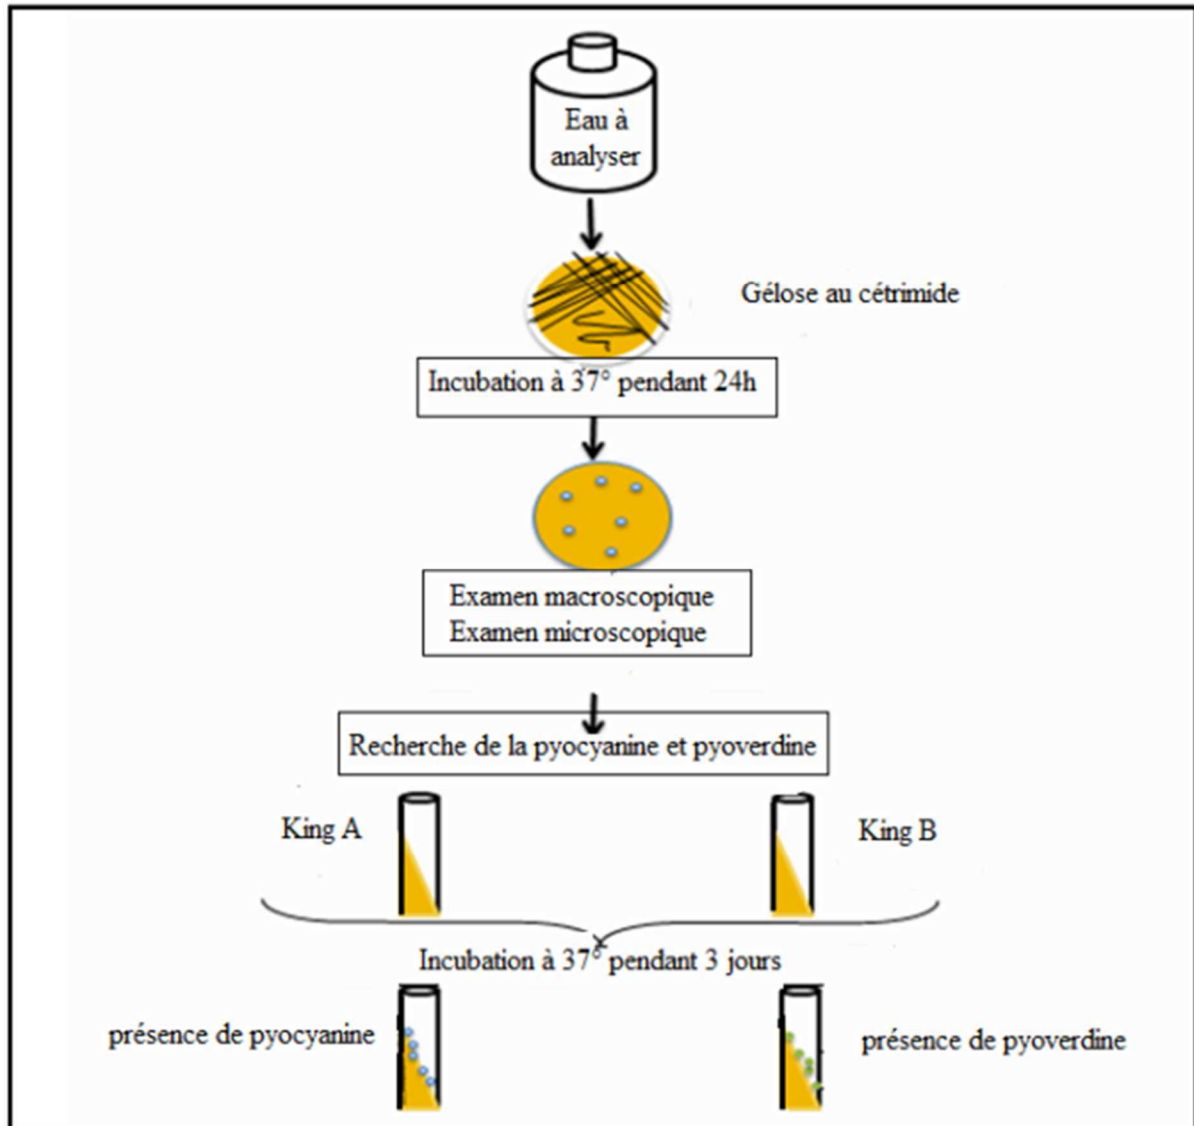 Eau à
analyser
Gélose au cétrimide
Incubation à 37° pendant 24h
Examen macroscopique
Examen microscopique
Recherche de la pyocyanine et pyoverdine
King A
King B
Incubation à 37° pendant 3 jours
présence de pyocyanine
présence de pyoverdine